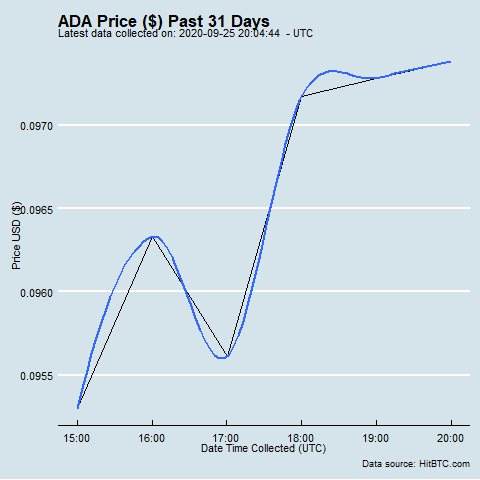 ADA Price ($) Past 31 Days
Latest data collected on: 2020-09-25 20:04:44 - UTC
Price USD ($)
0.0970
0.0965
0.0960
0.0955
15:00 16:00 17:00 18:00 19:00 20:00
Date Time Collected (UTC)
Data source: HitBTC.com